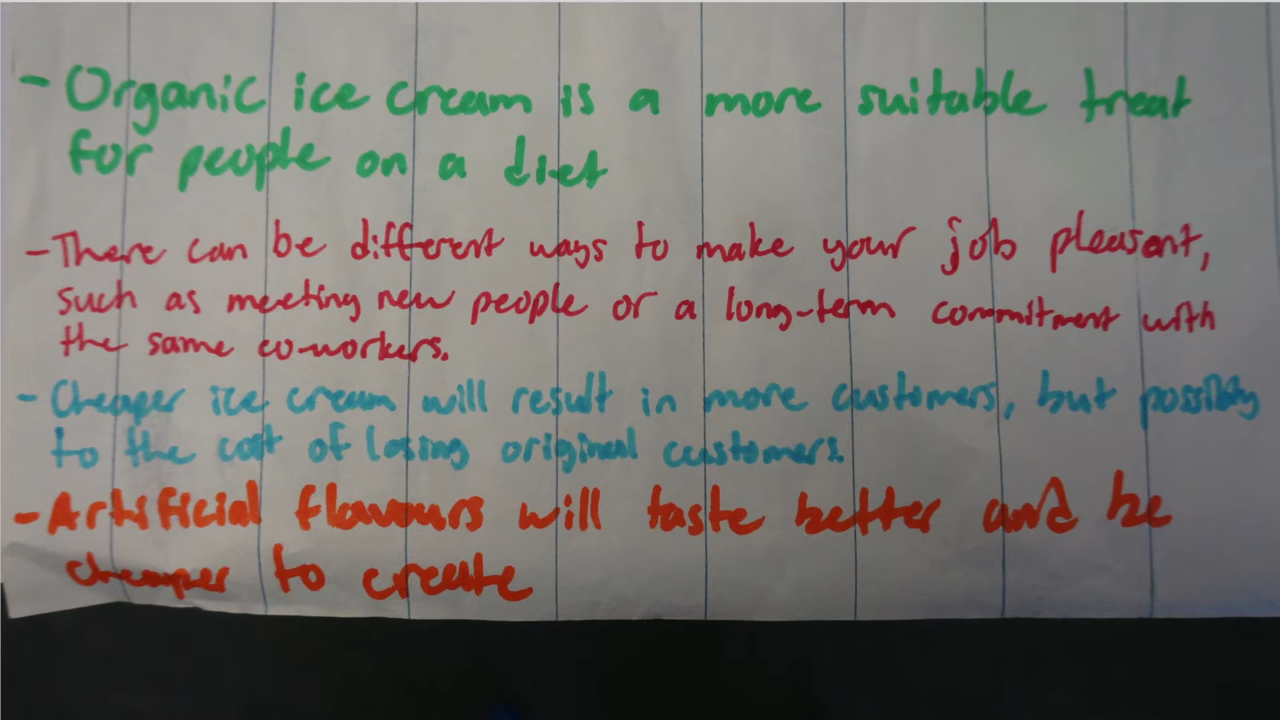 - Organic ice cream is a more suitable treat
for people on a diet
- There can be different ways to make your job pleasant,
such as meeting new people or a long-term commitment with
the same co-workers.
- Cheaper ice cream will result in more customers, but possibly
to the cost of losing original customers.
- Artificial flavours will taste better and be
cheaper to create